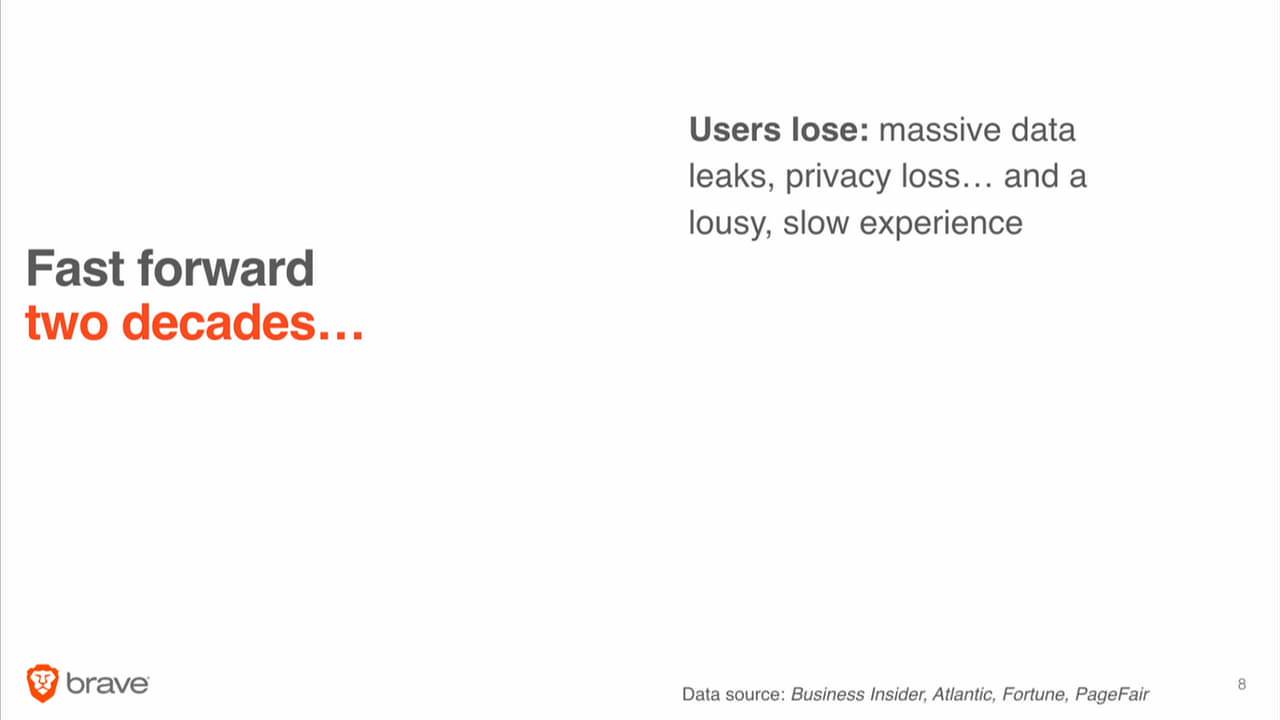 Fast forward
two decades…
Users lose: massive data
leaks, privacy loss… and a
lousy, slow experience
brave
Data source: Business Insider, Atlantic, Fortune, PageFair
8